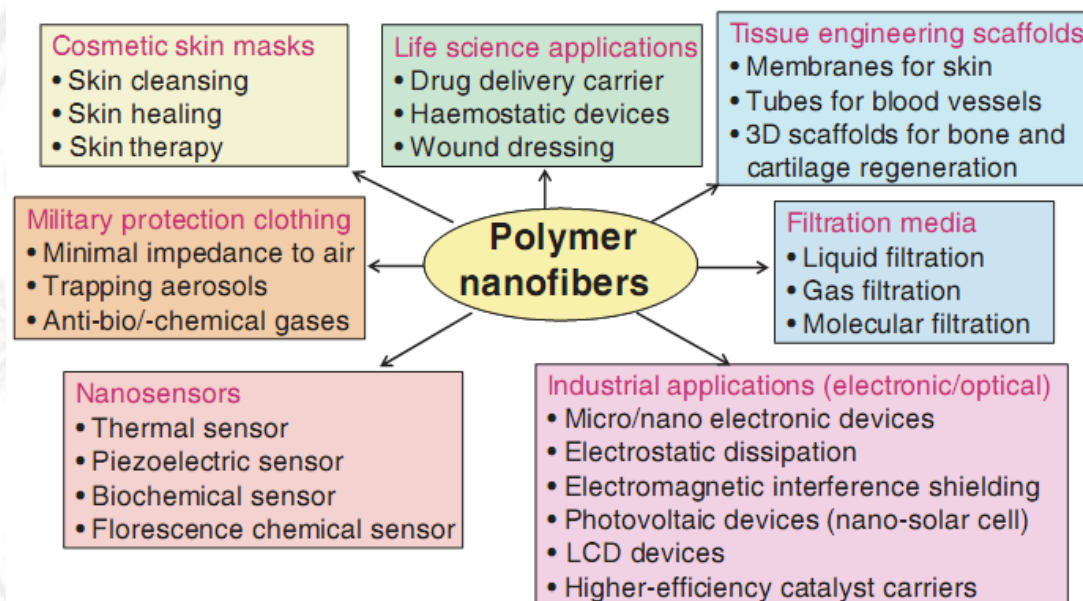 Cosmetic skin masks
• Skin cleansing
• Skin healing
• Skin therapy
Life science applications
• Drug delivery carrier
• Haemostatic devices
• Wound dressing
Tissue engineering scaffolds
• Membranes for skin
• Tubes for blood vessels
• 3D scaffolds for bone and
cartilage regeneration
Military protection clothing
• Minimal impedance to air
• Trapping aerosols
• Anti-bio/-chemical gases
Polymer
nanofibers
Filtration media
• Liquid filtration
• Gas filtration
• Molecular filtration
Nanosensors
• Thermal sensor
• Piezoelectric sensor
• Biochemical sensor
• Florescence chemical sensor
Industrial applications (electronic/optical)
• Micro/nano electronic devices
• Electrostatic dissipation
• Electromagnetic interference shielding
• Photovoltaic devices (nano-solar cell)
• LCD devices
• Higher-efficiency catalyst carriers